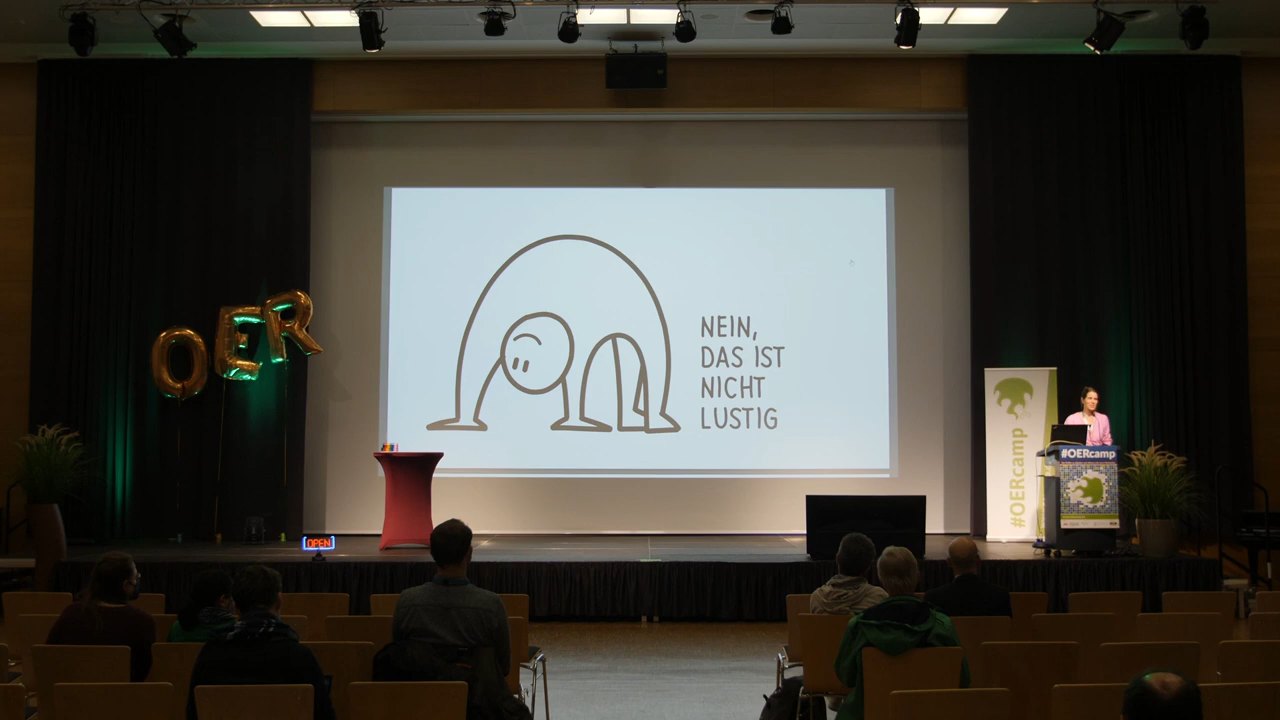 OER
NEIN,
DAS IST
NICHT
LUSTIG
#OERcamp
#OERcamp
OPEN